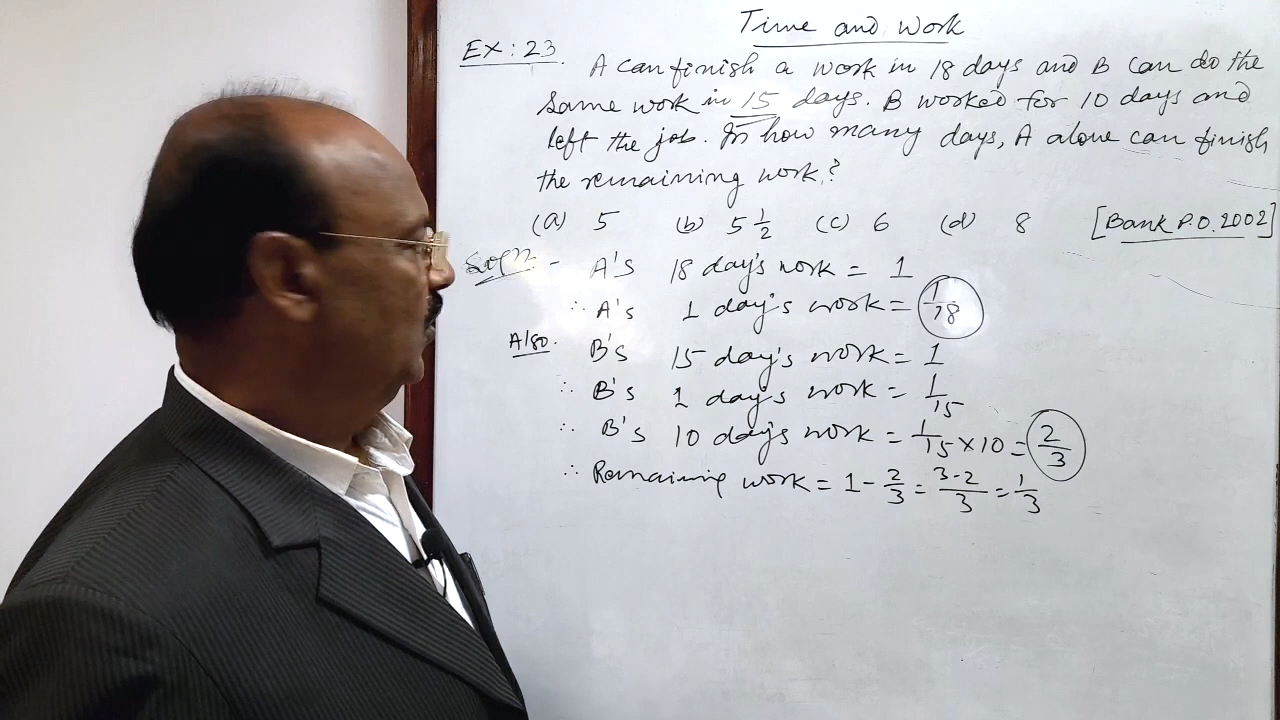 Time and Work
Ex: 23. A can finish a work in 18 days and B can do the
same work in 15 days. B worked for 10 days and
left the job. In how many days, A alone can finish
the remaining work?
(a) 5 (b) 5 1/2 (c) 6 (d) 8 [Bank P.O. 2002]
Sol^n:- A's 18 day's work = 1
∴ A's 1 day's work = 1/18
Also. B's 15 day's work = 1
∴ B's 1 day's work = 1/15
∴ B's 10 day's work = 1/15 × 10 = 2/3
∴ Remaining work = 1 - 2/3 = 3-2/3 = 1/3